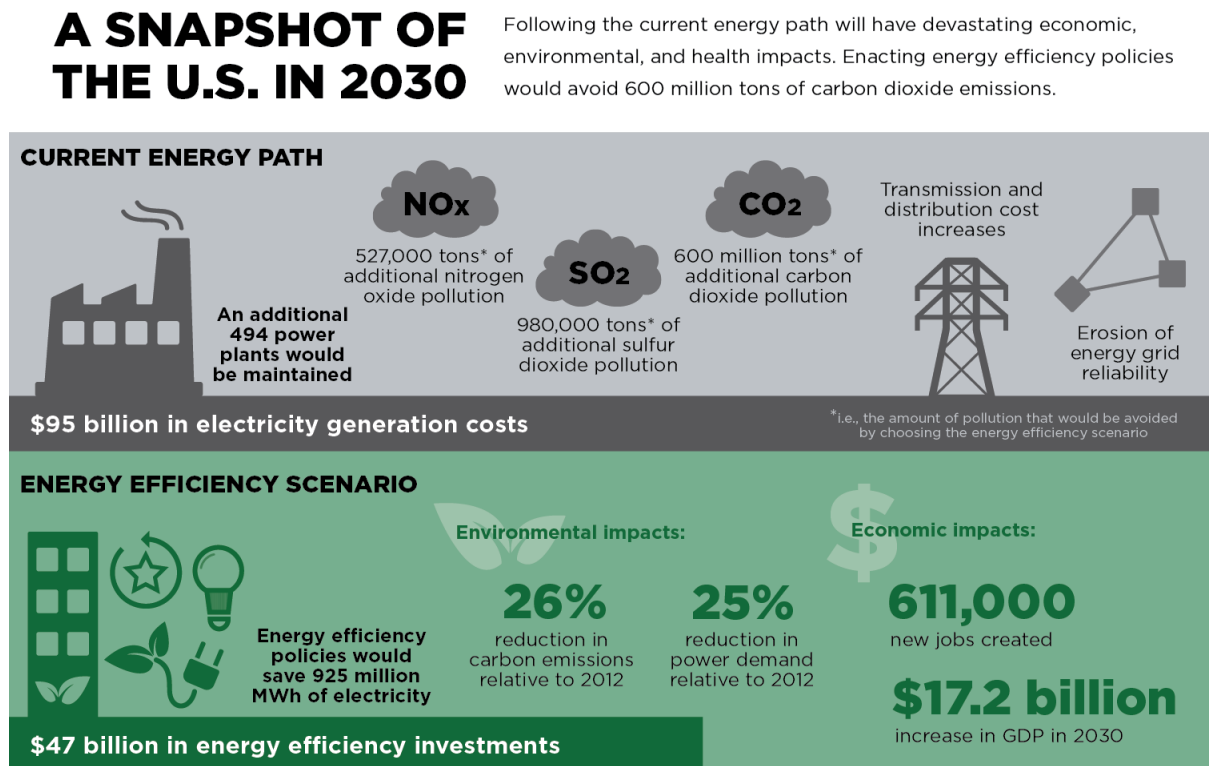 A SNAPSHOT OF
THE U.S. IN 2030
Following the current energy path will have devastating economic,
environmental, and health impacts. Enacting energy efficiency policies
would avoid 600 million tons of carbon dioxide emissions.
CURRENT ENERGY PATH
An additional
494 power
plants would
be maintained
NOx
527,000 tons* of
additional nitrogen
oxide pollution
SO2
980,000 tons* of
additional sulfur
dioxide pollution
CO2
600 million tons* of
additional carbon
dioxide pollution
Transmission and
distribution cost
increases
Erosion of
energy grid
reliability
$95 billion in electricity generation costs
*i.e., the amount of pollution that would be avoided
by choosing the energy efficiency scenario
ENERGY EFFICIENCY SCENARIO
Energy efficiency
policies would
save 925 million
MWh of electricity
Environmental impacts:
26%
reduction in
carbon emissions
relative to 2012
25%
reduction in
power demand
relative to 2012
$
Economic impacts:
611,000
new jobs created
$17.2 billion
increase in GDP in 2030
$47 billion in energy efficiency investments